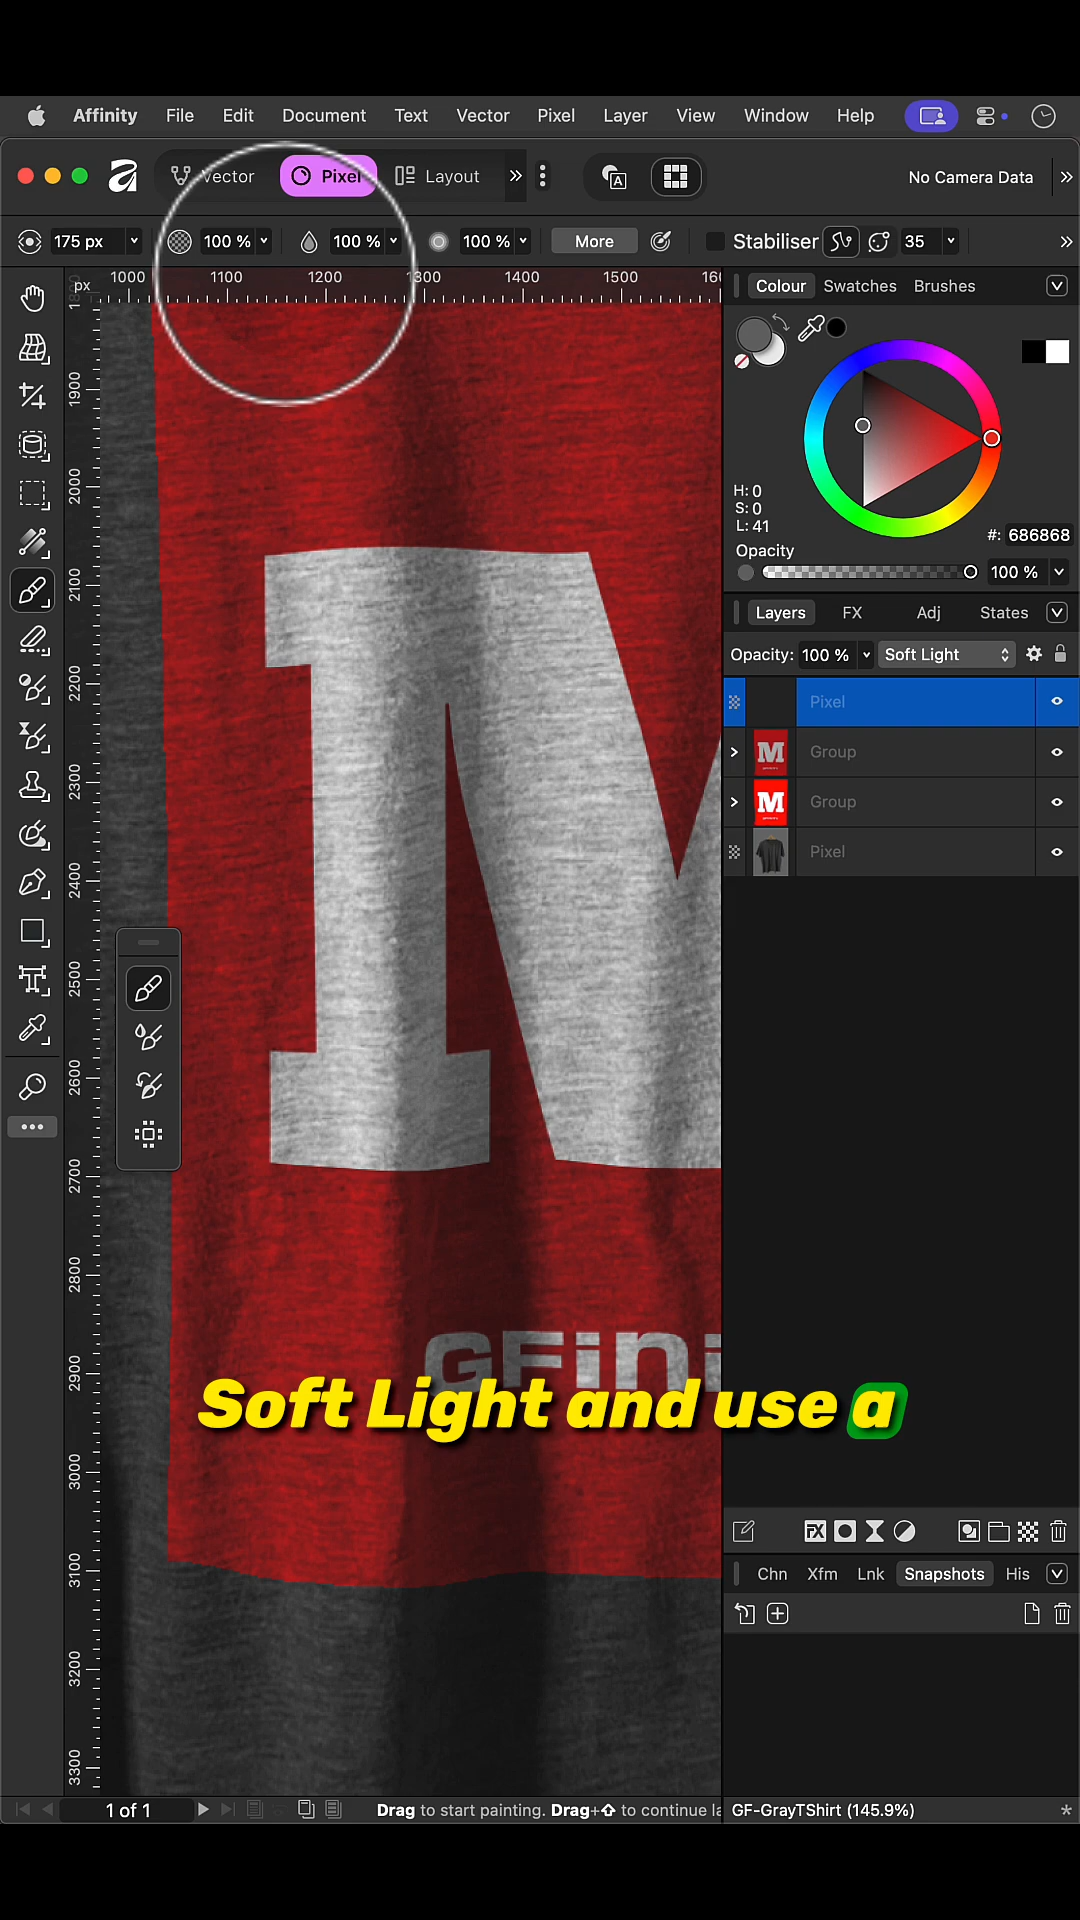 Affinity File Edit Document Text Vector Pixel Layer View Window Help
Vector Pixel Layout » No Camera Data »
175 px 100 % 100 % 100 % More Stabiliser 35 »
px 1000 1100 1200 1300 1400 1500
Colour Swatches Brushes
H: 0
S: 0
L: 41
#: 686868
Opacity
100 %
Layers FX Adj States
Opacity: 100 % Soft Light
Pixel
Group
Group
Pixel
1900
2000
2100
2200
2300
2400
2500
2600
2700
2800
2900
3000
3100
3200
3300
M
GFini
Soft Light and use a
FX
Chn Xfm Lnk Snapshots His
1 of 1 Drag to start painting. Drag+⇧ to continue GF-GrayTShirt (145.9%) *